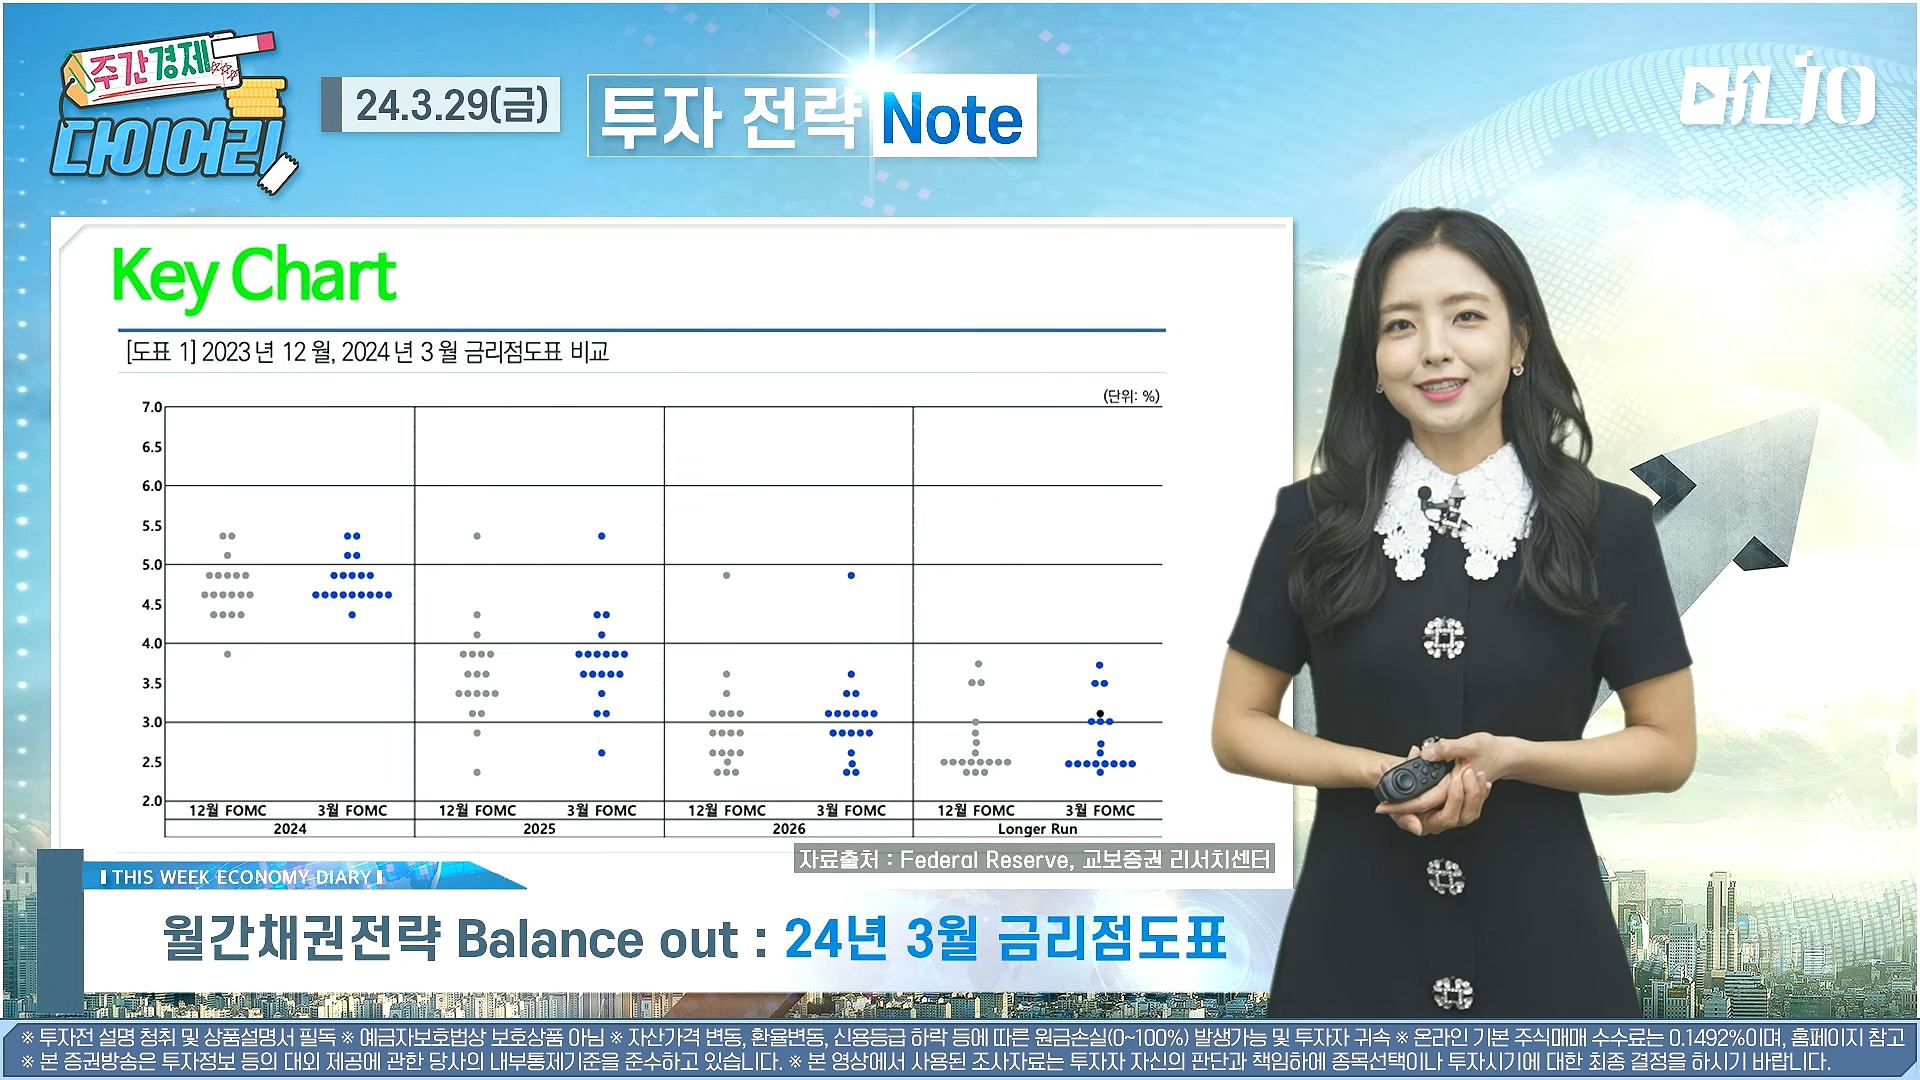 주간경제
다이어리
24.3.29(금)
투자 전략 Note
Key Chart
[도표 1] 2023년 12월, 2024년 3월 금리점도표 비교
(단위: %)
7.0
6.5
6.0
5.5
5.0
4.5
4.0
3.5
3.0
2.5
2.0
12월 FOMC 3월 FOMC 12월 FOMC 3월 FOMC 12월 FOMC 3월 FOMC 12월 FOMC 3월 FOMC
2024 2025 2026 Longer Run
자료출처 : Federal Reserve, 교보증권 리서치센터
THIS WEEK ECONOMY DIARY
월간채권전략 Balance out : 24년 3월 금리점도표
※ 투자전 설명 청취 및 상품설명서 필독 ※ 예금자보호법상 보호상품 아님 ※ 자산가격 변동, 환율변동, 신용등급 하락 등에 따른 원금손실(0~100%) 발생가능 및 투자자 귀속 ※ 온라인 기본 주식매매 수수료는 0.1492%이며, 홈페이지 참고
※ 본 증권방송은 투자정보 등의 대외 제공에 관한 당사의 내부통제기준을 준수하고 있습니다. ※ 본 영상에서 사용된 조사자료는 투자자 자신의 판단과 책임하에 종목선택이나 투자시기에 대한 최종 결정을 하시기 바랍니다.